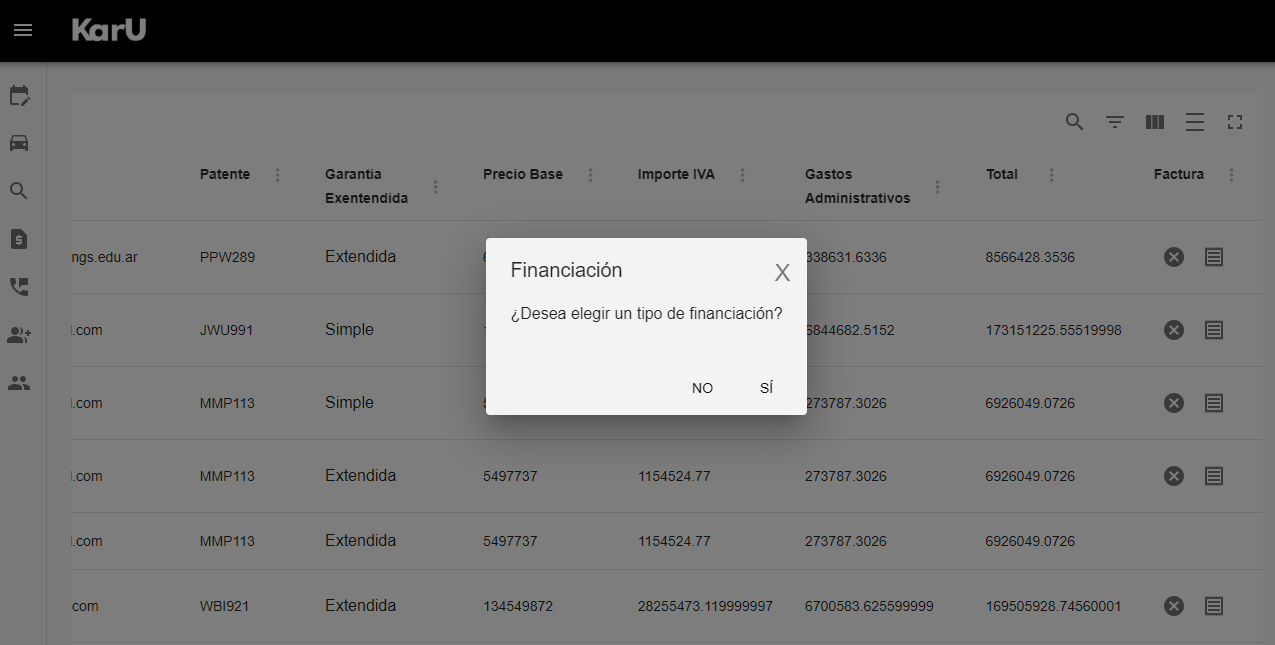 KarU
Patente Garantia Exentendida Precio Base Importe IVA Gastos Administrativos Total Factura
ngs.edu.ar PPW289 Extendida 338631.6336 8566428.3536
.com JWU991 Simple 6844682.5152 173151225.55519998
.com MMP113 Simple 273787.3026 6926049.0726
.com MMP113 Extendida 5497737 1154524.77 273787.3026 6926049.0726
.com MMP113 Extendida 5497737 1154524.77 273787.3026 6926049.0726
.com WBI921 Extendida 134549872 28255473.119999997 6700583.625599999 169505928.74560001
Financiación X
¿Desea elegir un tipo de financiación?
NO SÍ